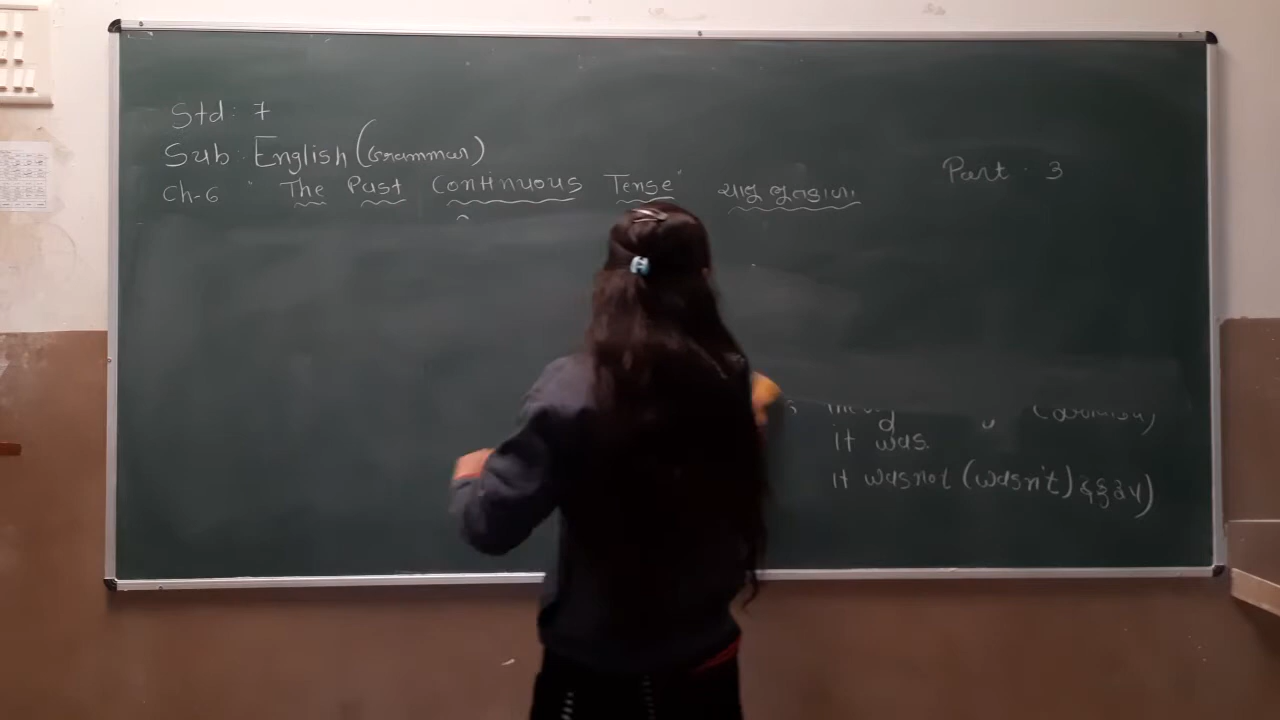 Std: 7
Sub: English (Grammar)
Ch-6 " The Past Continuous Tense" ચાલુ ભૂતકાળ
Part. 3
it was.
it was not (wasn't)